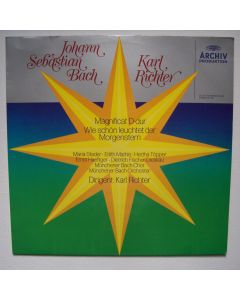 Johann
Sebastian
Bach
Karl
Richter
ARCHIV
PRODUKTION
Magnificat D-dur
Wie schön leuchtet der
Morgenstern
Maria Stader · Edith Mathis · Hertha Töpper
Ernst Haefliger · Dietrich Fischer-Dieskau
Münchener Bach-Chor
Münchener Bach-Orchester
Dirigent: Karl Richter